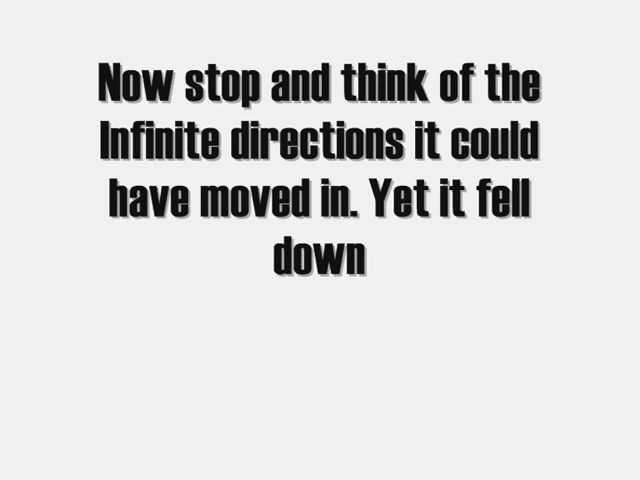 Now stop and think of the
Infinite directions it could
have moved in. Yet it fell
down